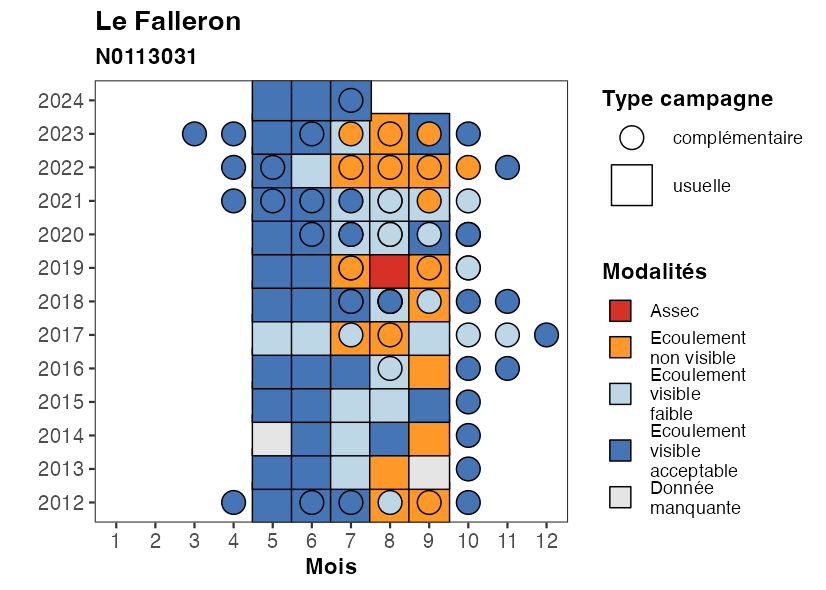 Le Falleron
N0113031
2024
2023
2022
2021
2020
2019
2018
2017
2016
2015
2014
2013
2012
1 2 3 4 5 6 7 8 9 10 11 12
Mois
Type campagne
complémentaire
usuelle
Modalités
Assec
Ecoulement
non visible
Ecoulement
visible
faible
Ecoulement
visible
acceptable
Donnée
manquante